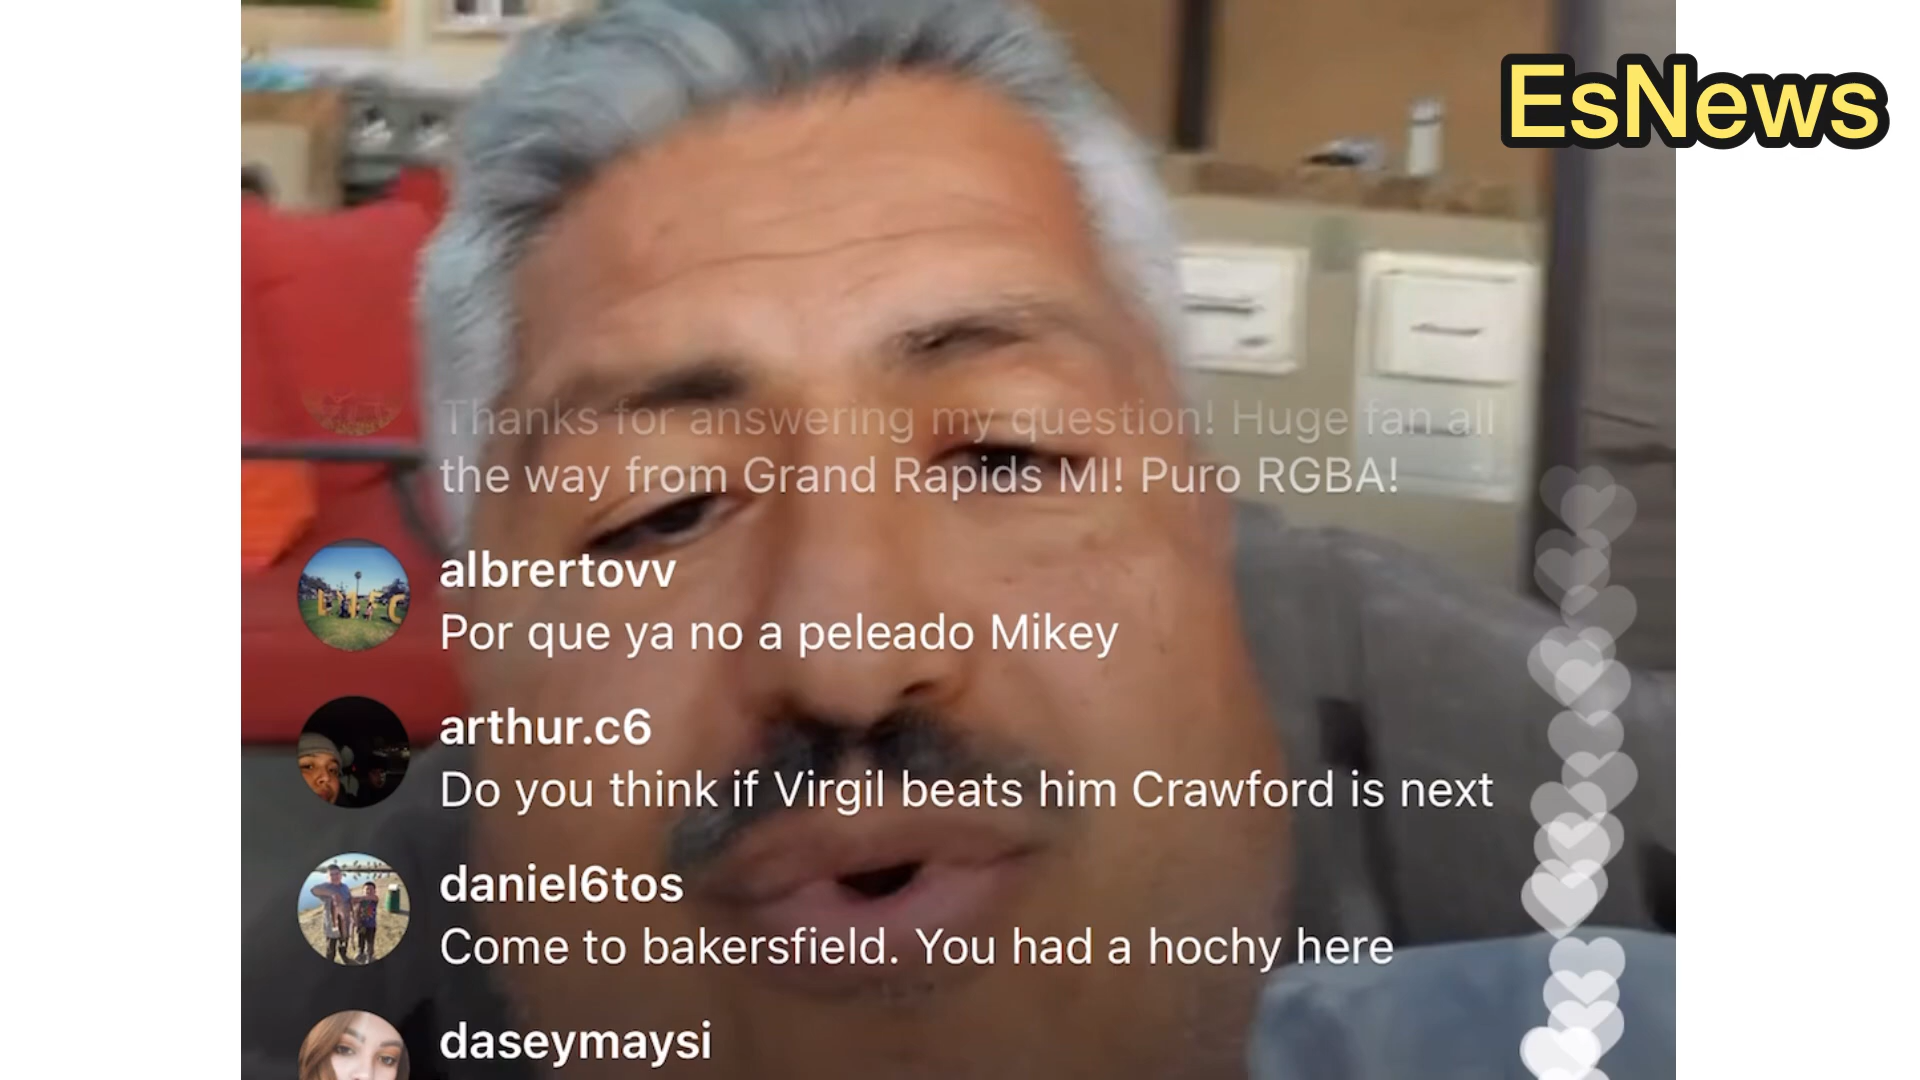 EsNews
Thanks for answering my question! Huge fan all
the way from Grand Rapids MI! Puro RGBA!
albrertovv
Por que ya no a peleado Mikey
arthur.c6
Do you think if Virgil beats him Crawford is next
daniel6tos
Come to bakersfield. You had a hochy here
daseymaysi